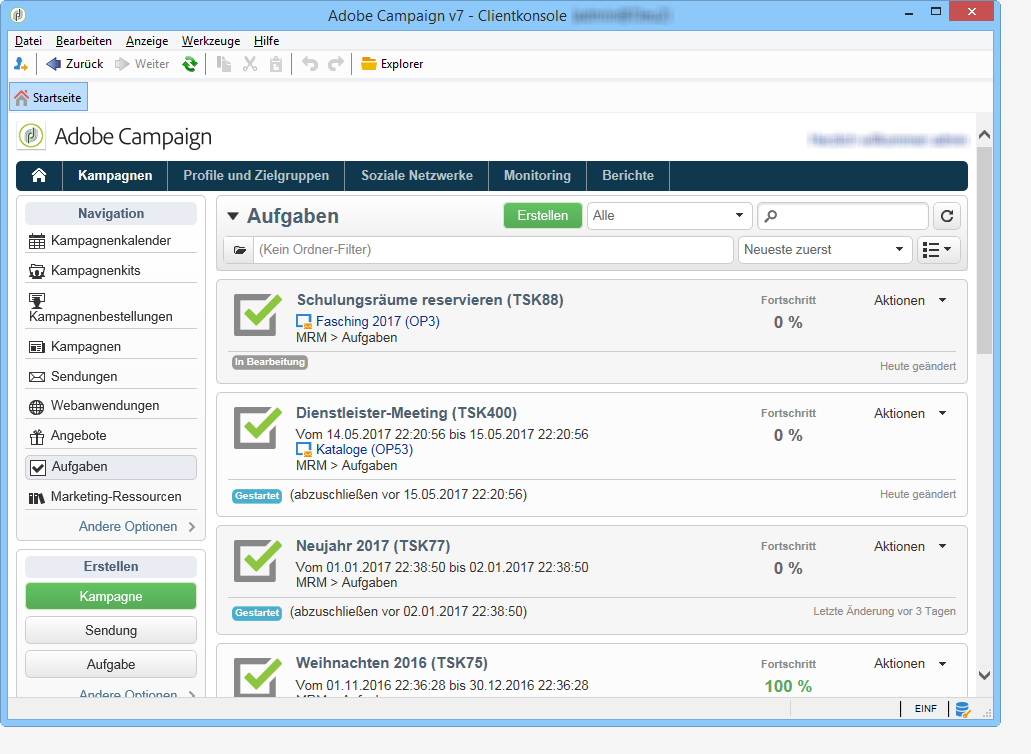 Adobe Campaign v7 - Clientkonsole
Datei Bearbeiten Anzeige Werkzeuge Hilfe
Zurück Weiter Explorer
Startseite
Adobe Campaign
Kampagnen Profile und Zielgruppen Soziale Netzwerke Monitoring Berichte
Navigation
Kampagnenkalender
Kampagnenkits
Kampagnenbestellungen
Kampagnen
Sendungen
Webanwendungen
Angebote
Aufgaben
Marketing-Ressourcen
Andere Optionen
Erstellen
Kampagne
Sendung
Aufgabe
Andere Optionen
Aufgaben Erstellen Alle
(Kein Ordner-Filter) Neueste zuerst
Schulungsräume reservieren (TSK88) Fortschritt Aktionen
Fasching 2017 (OP3) 0 %
MRM > Aufgaben
In Bearbeitung Heute geändert
Dienstleister-Meeting (TSK400) Fortschritt Aktionen
Vom 14.05.2017 22:20:56 bis 15.05.2017 22:20:56 0 %
Kataloge (OP53)
MRM > Aufgaben
Gestartet (abzuschließen vor 15.05.2017 22:20:56) Heute geändert
Neujahr 2017 (TSK77) Fortschritt Aktionen
Vom 01.01.2017 22:38:50 bis 02.01.2017 22:38:50 0 %
MRM > Aufgaben
Gestartet (abzuschließen vor 02.01.2017 22:38:50) Letzte Änderung vor 3 Tagen
Weihnachten 2016 (TSK75) Fortschritt Aktionen
Vom 01.11.2016 22:36:28 bis 30.12.2016 22:36:28 100 %
MRM > Aufgaben
EINF